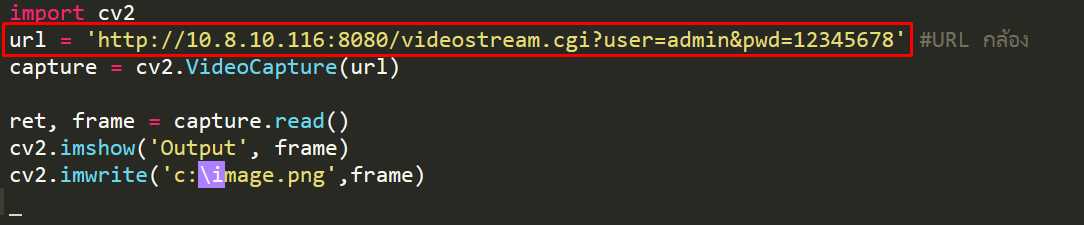 import cv2
url = 'http://10.8.10.116:8080/videostream.cgi?user=admin&pwd=12345678' #URL กล้อง
capture = cv2.VideoCapture(url)
ret, frame = capture.read()
cv2.imshow('Output', frame)
cv2.imwrite('c:\image.png',frame)